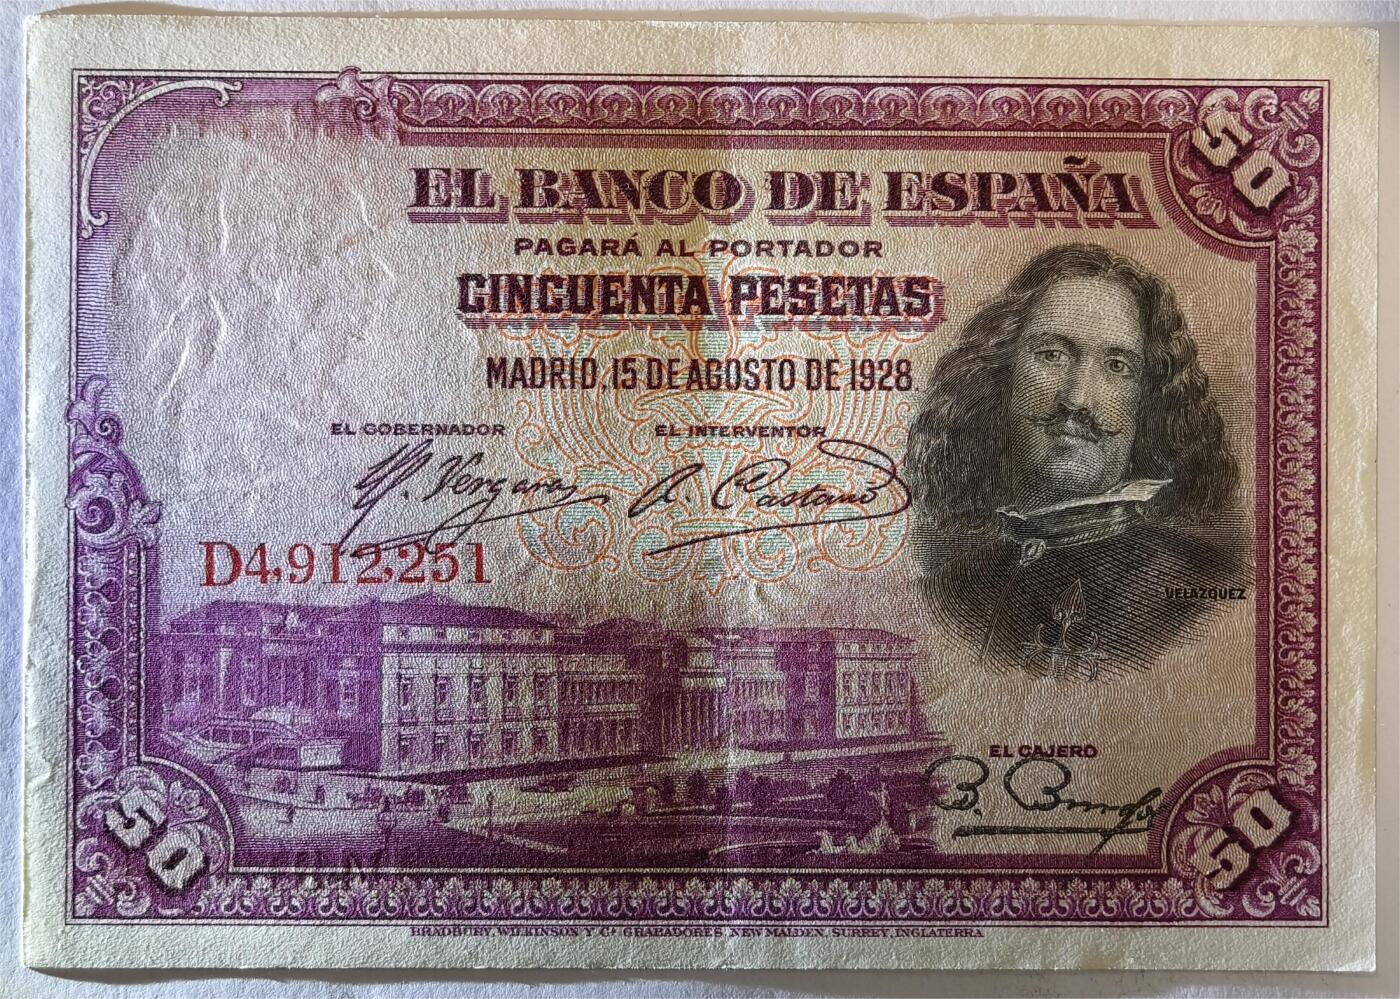 50
EL BANCO DE ESPAÑA
PAGARÁ AL PORTADOR
CINCUENTA PESETAS
MADRID, 15 DE AGOSTO DE 1928
EL GOBERNADOR EL INTERVENTOR
D4,912,251
VELAZQUEZ
EL CAJERO
50 50
BRADBURY, WILKINSON Y Cª GRABADORES, NEW MALDEN, SURREY, INGLATERRA